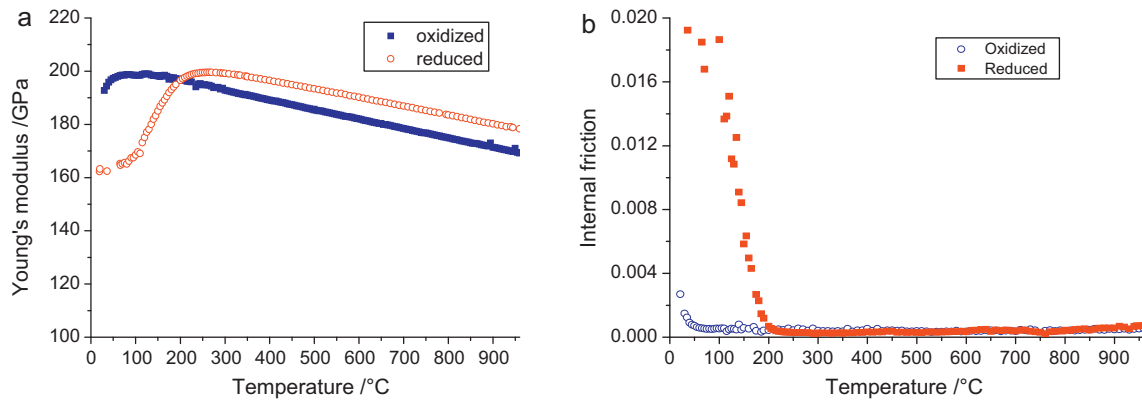 a
220
200
180
160
140
120
100
0 100 200 300 400 500 600 700 800 900
Young's modulus /GPa
Temperature /°C
oxidized
reduced
b
0.020
0.016
0.012
0.008
0.004
0.000
0 100 200 300 400 500 600 700 800 900
Internal friction
Temperature /°C
Oxidized
Reduced